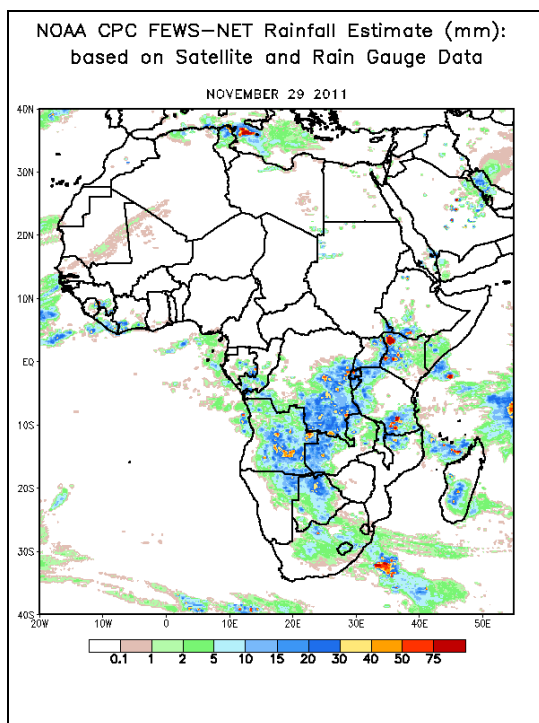 NOAA CPC FEWS-NET Rainfall Estimate (mm):
based on Satellite and Rain Gauge Data
NOVEMBER 29 2011
40N
30N
20N
10N
EQ
10S
20S
30S
40S
20W 10W 0 10E 20E 30E 40E 50E
0.1 1 2 5 10 15 20 30 40 50 75